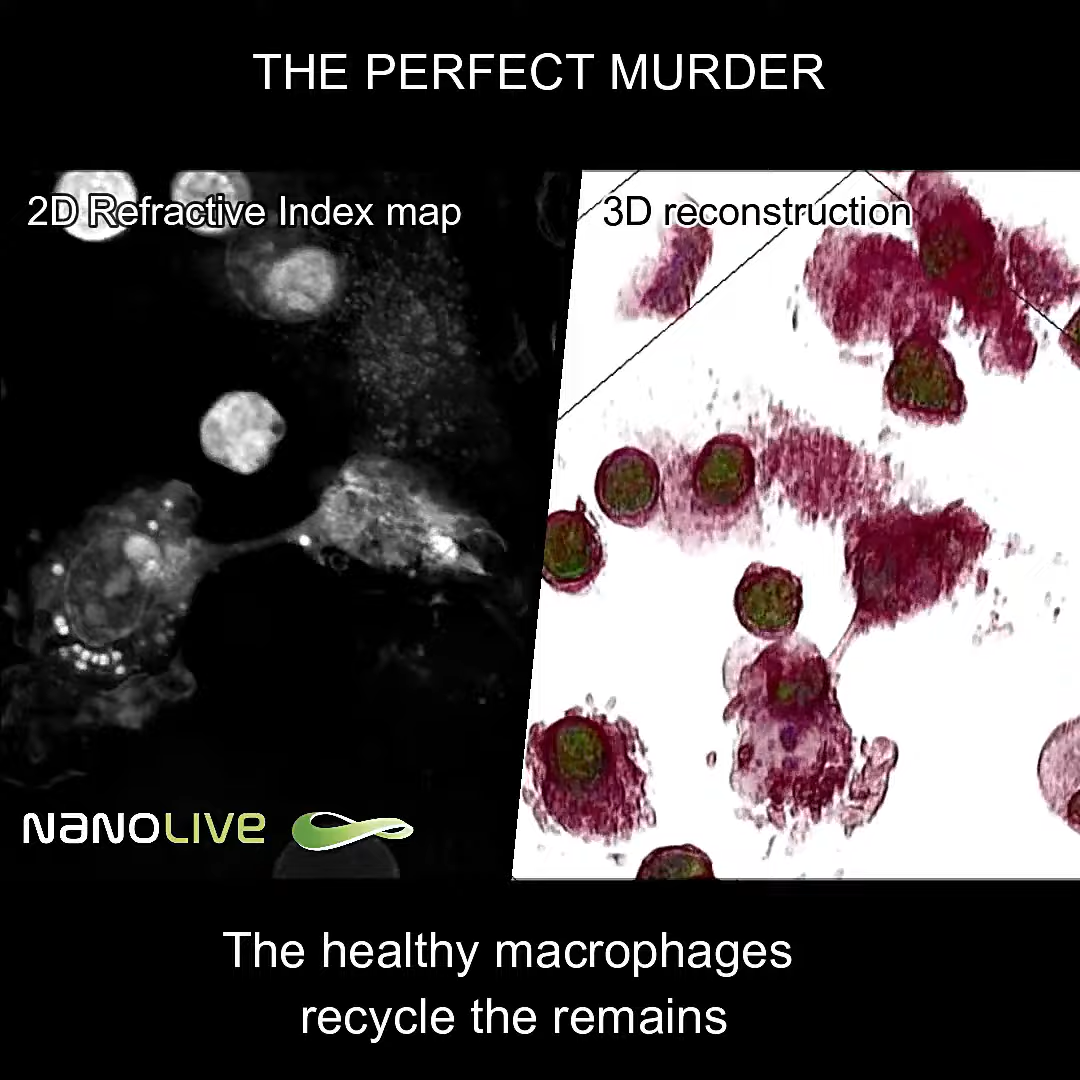 THE PERFECT MURDER
2D Refractive Index map
3D reconstruction
NANOLIVE
The healthy macrophages
recycle the remains